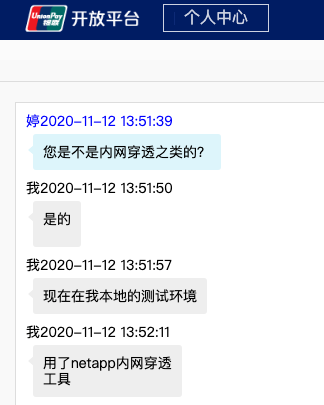 UnionPay
银联
开放平台
个人中心
婷2020-11-12 13:51:39
您是不是内网穿透之类的?
我2020-11-12 13:51:50
是的
我2020-11-12 13:51:57
现在在我本地的测试环境
我2020-11-12 13:52:11
用了netapp内网穿透
工具